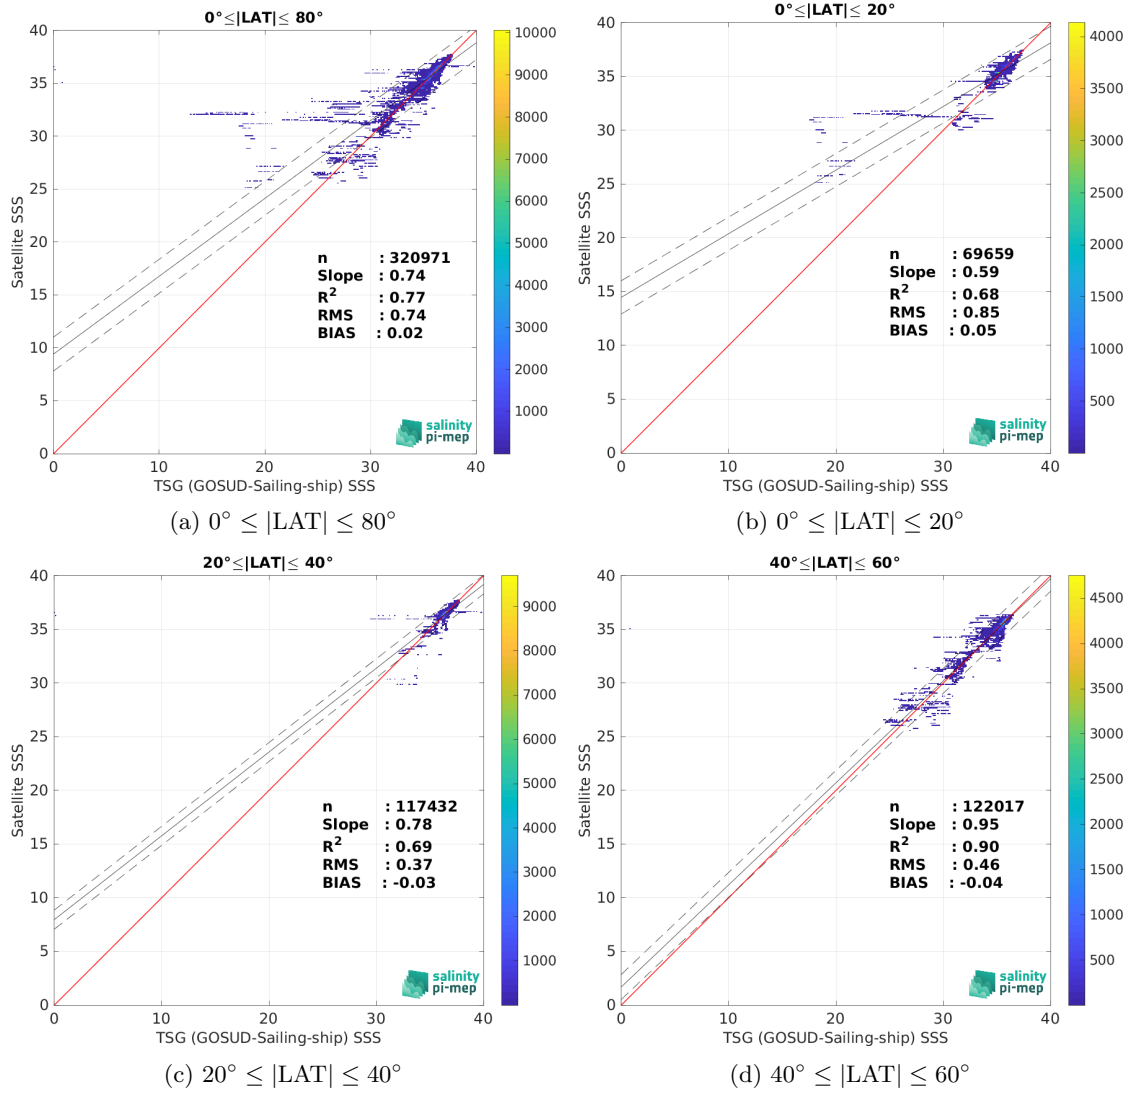 0°≤|LAT|≤ 80°
Satellite SSS
40
35
30
25
20
15
10
5
0
0
10
20
30
40
TSG (GOSUD-Sailing-ship) SSS
n : 320971
Slope : 0.74
R² : 0.77
RMS : 0.74
BIAS : 0.02
salinity
pi-mep
10000
9000
8000
7000
6000
5000
4000
3000
2000
1000
(a) 0° ≤ |LAT| ≤ 80°
0°≤|LAT|≤ 20°
Satellite SSS
40
35
30
25
20
15
10
5
0
0
10
20
30
40
TSG (GOSUD-Sailing-ship) SSS
n : 69659
Slope : 0.59
R² : 0.68
RMS : 0.85
BIAS : 0.05
salinity
pi-mep
4000
3500
3000
2500
2000
1500
1000
500
(b) 0° ≤ |LAT| ≤ 20°
20°≤|LAT|≤ 40°
Satellite SSS
40
35
30
25
20
15
10
5
0
0
10
20
30
40
TSG (GOSUD-Sailing-ship) SSS
n : 117432
Slope : 0.78
R² : 0.69
RMS : 0.37
BIAS : -0.03
salinity
pi-mep
9000
8000
7000
6000
5000
4000
3000
2000
1000
(c) 20° ≤ |LAT| ≤ 40°
40°≤|LAT|≤ 60°
Satellite SSS
40
35
30
25
20
15
10
5
0
0
10
20
30
40
TSG (GOSUD-Sailing-ship) SSS
n : 122017
Slope : 0.95
R² : 0.90
RMS : 0.46
BIAS : -0.04
salinity
pi-mep
4500
4000
3500
3000
2500
2000
1500
1000
500
(d) 40° ≤ |LAT| ≤ 60°